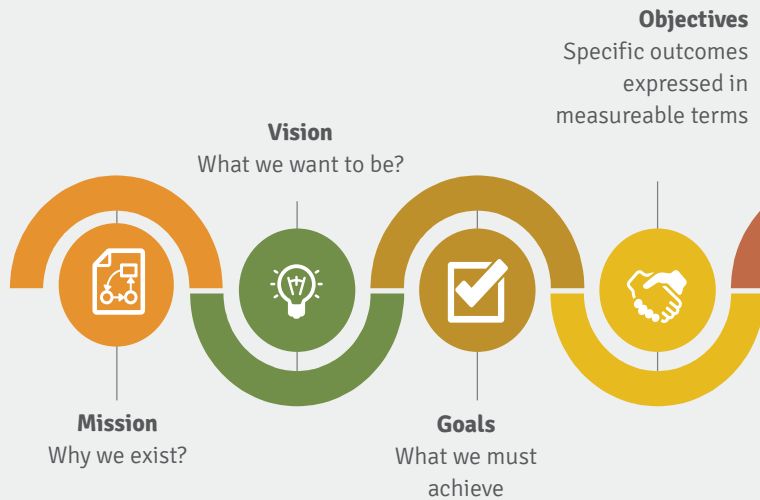 Mission
Why we exist?
Vision
What we want to be?
Goals
What we must
achieve
Objectives
Specific outcomes
expressed in
measureable terms